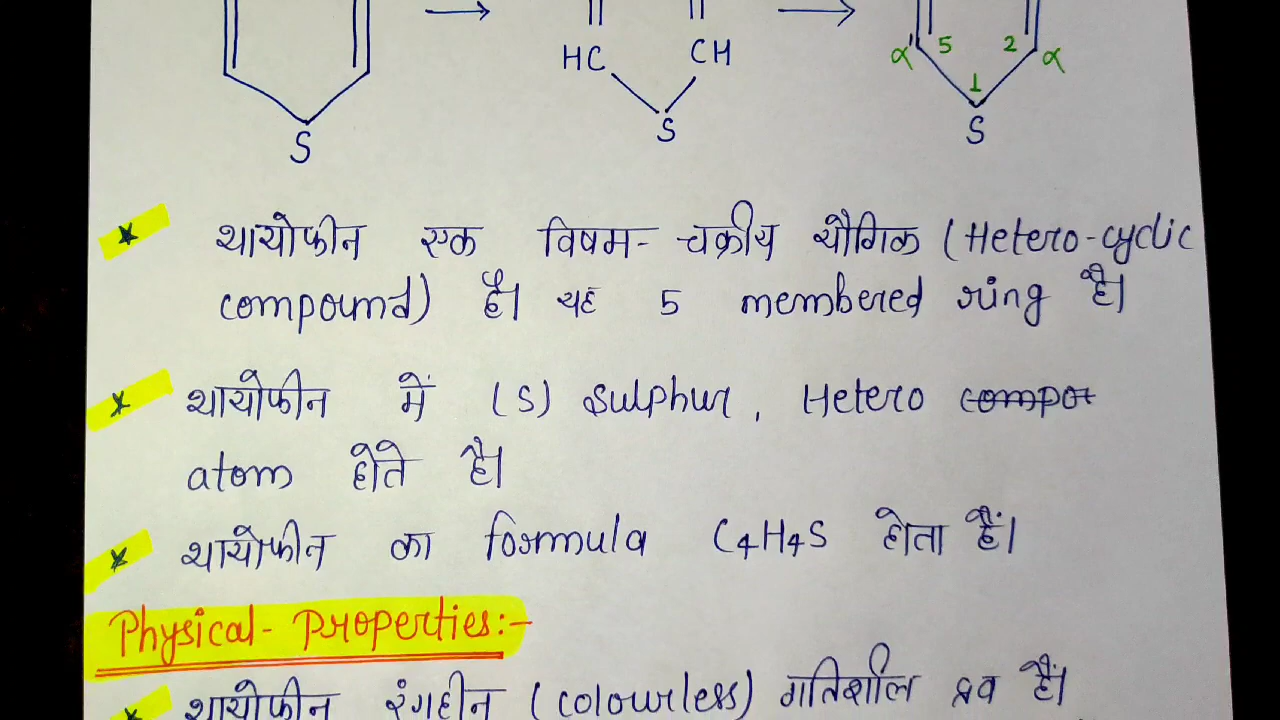 HC CH
α' 5 2 α
1
S S S
थायोफीन एक विषम-चक्रीय यौगिक (Hetero-cyclic
compound) है। यह 5 membered ring है।
थायोफीन में (S) Sulphur, Hetero compot
atom होते है।
थायोफीन का formula C4H4S होता हैं।
Physical- Properties:-
थायोफीन रंगहीन (colourless) गतिशील द्रव हैं।